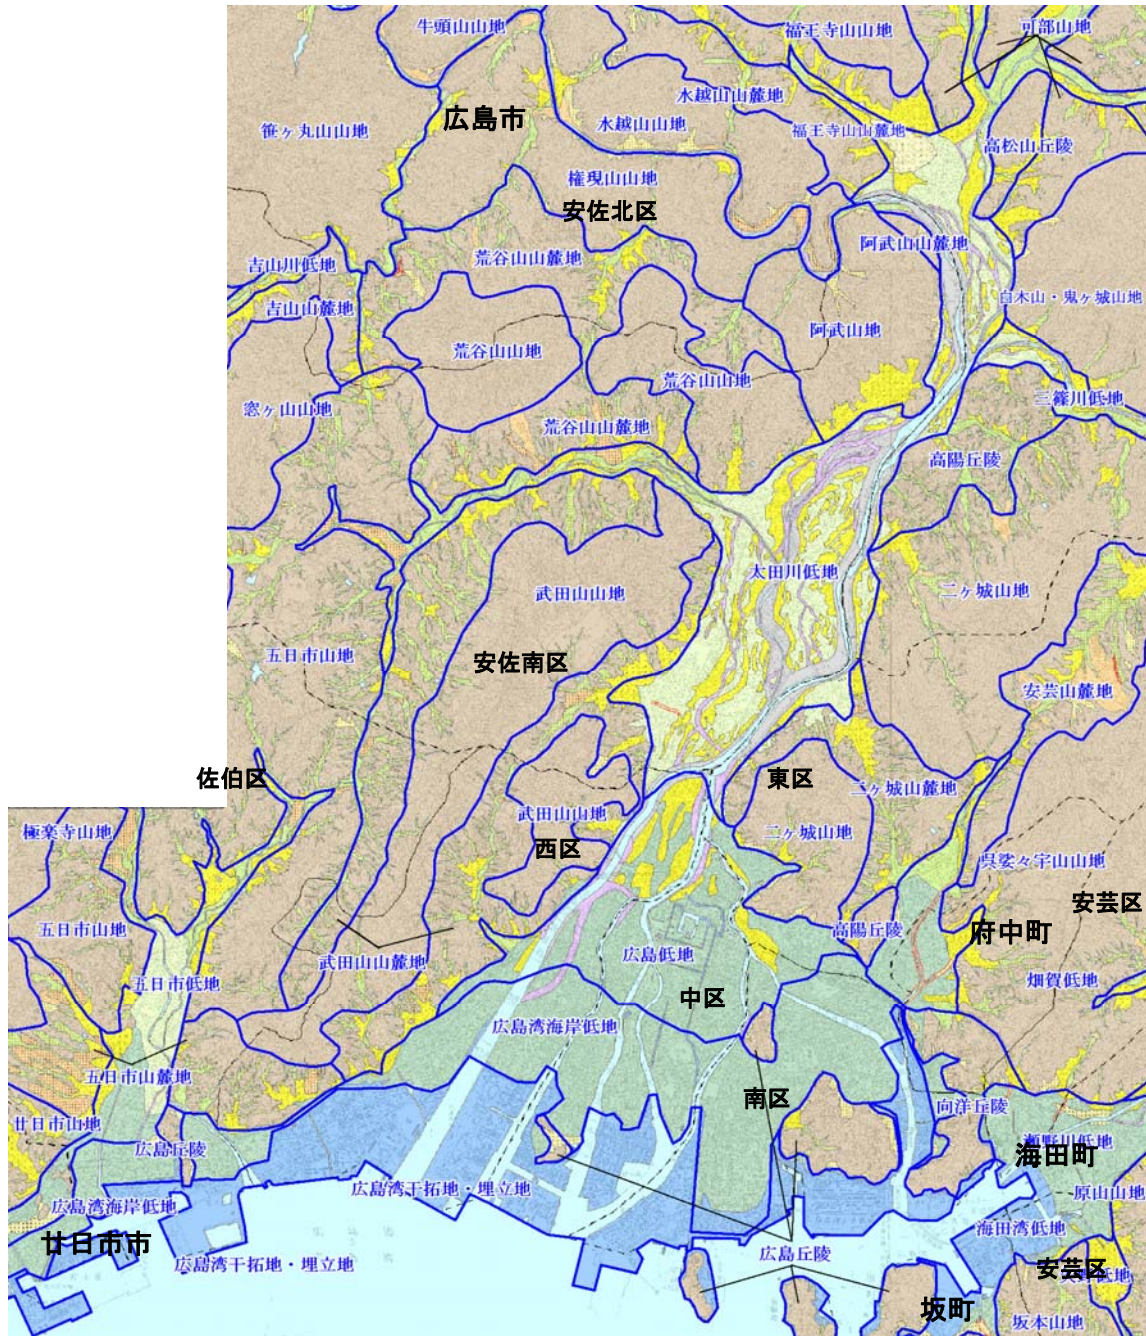 牛頭山山地
福王寺山山地
可部山地
水越山山麓地
広島市
水越山山地
福王寺山山麓地
笹ヶ丸山山地
高松山丘陵
権現山山地
安佐北区
阿武山山麓地
荒谷山山麓地
吉山川低地
白木山・鬼ヶ城山地
吉山山麓地
阿武山地
荒谷山山地
荒谷山山地
三篠川低地
窓ヶ山山地
荒谷山山麓地
高陽丘陵
太田川低地
武田山山地
二ヶ城山地
五日市山地
安佐南区
安芸山麓地
佐伯区
東区
二ヶ城山麓地
武田山山地
極楽寺山地
二ヶ城山地
西区
呉娑々宇山山地
安芸区
五日市山地
高陽丘陵
府中町
武田山山麓地
広島低地
五日市低地
畑賀低地
中区
広島湾海岸低地
五日市山麓地
南区
向洋丘陵
廿日市山地
瀬野川低地
広島丘陵
海田町
広島湾干拓地・埋立地
原山山地
広島湾海岸低地
海田湾低地
廿日市市
広島湾干拓地・埋立地
広島丘陵
安芸区
坂町
坂本山地